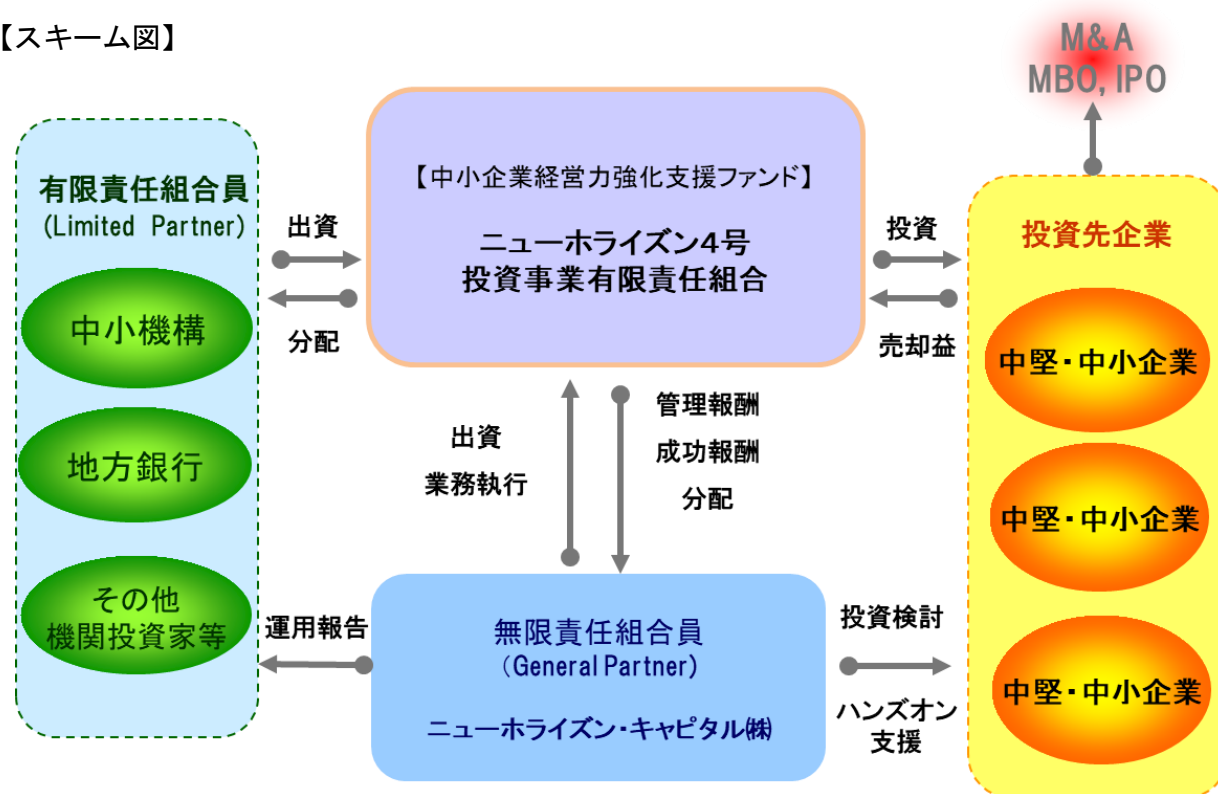 【スキーム図】
M&A
MBO, IPO
有限責任組合員
(Limited Partner)
中小機構
地方銀行
その他
機関投資家等
出資
分配
【中小企業経営力強化支援ファンド】
ニューホライズン4号
投資事業有限責任組合
投資
売却益
投資先企業
中堅・中小企業
中堅・中小企業
中堅・中小企業
出資
業務執行
管理報酬
成功報酬
分配
運用報告
無限責任組合員
(General Partner)
ニューホライズン・キャピタル㈱
投資検討
ハンズオン
支援